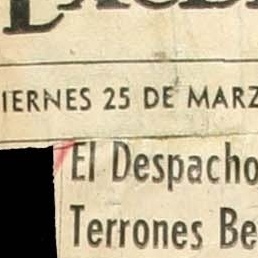 IERNES 25 DE MARZ
El Despacho
Terrones Be